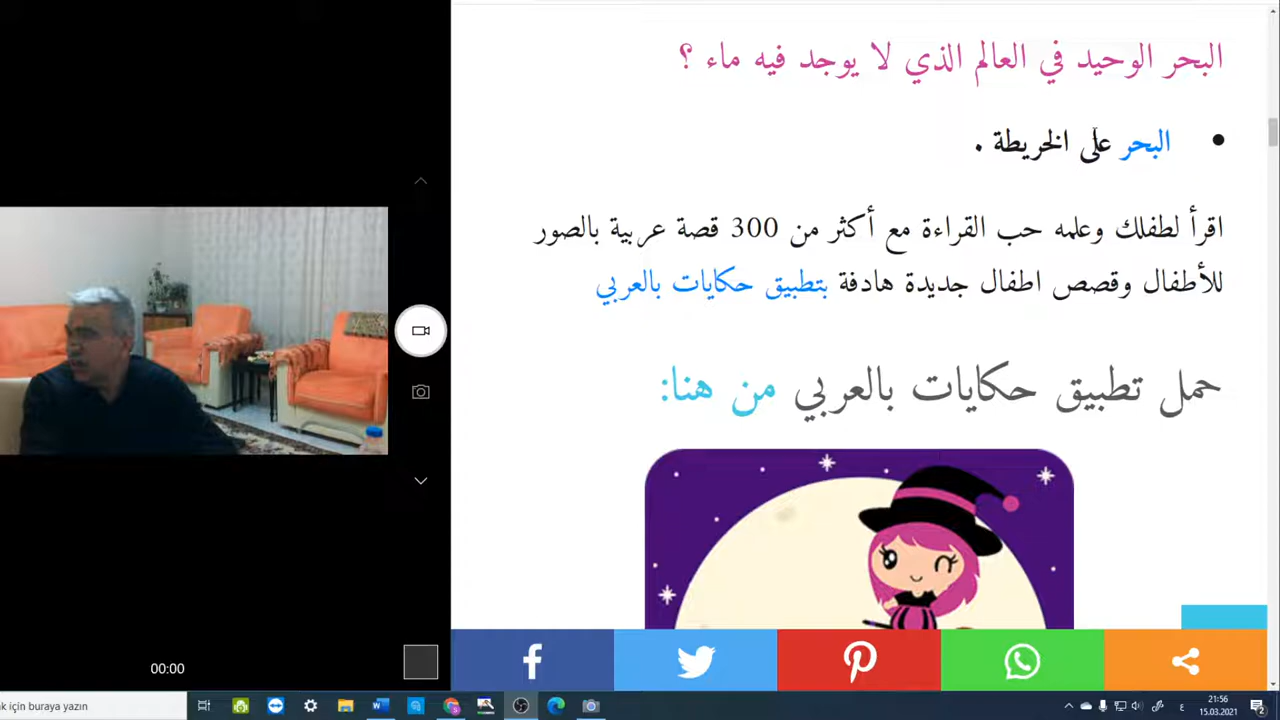 البحر الوحيد في العالم الذي لا يوجد فيه ماء ؟
البحر على الخريطة .
اقرأ لطفلك وعلمه حب القراءة مع أكثر من 300 قصة عربية بالصور
للأطفال وقصص اطفال جديدة هادفة بتطبيق حكايات بالعربي
حمل تطبيق حكايات بالعربي من هنا:
00:00
ak için buraya yazın
ع
21:56
15.03.2021
2